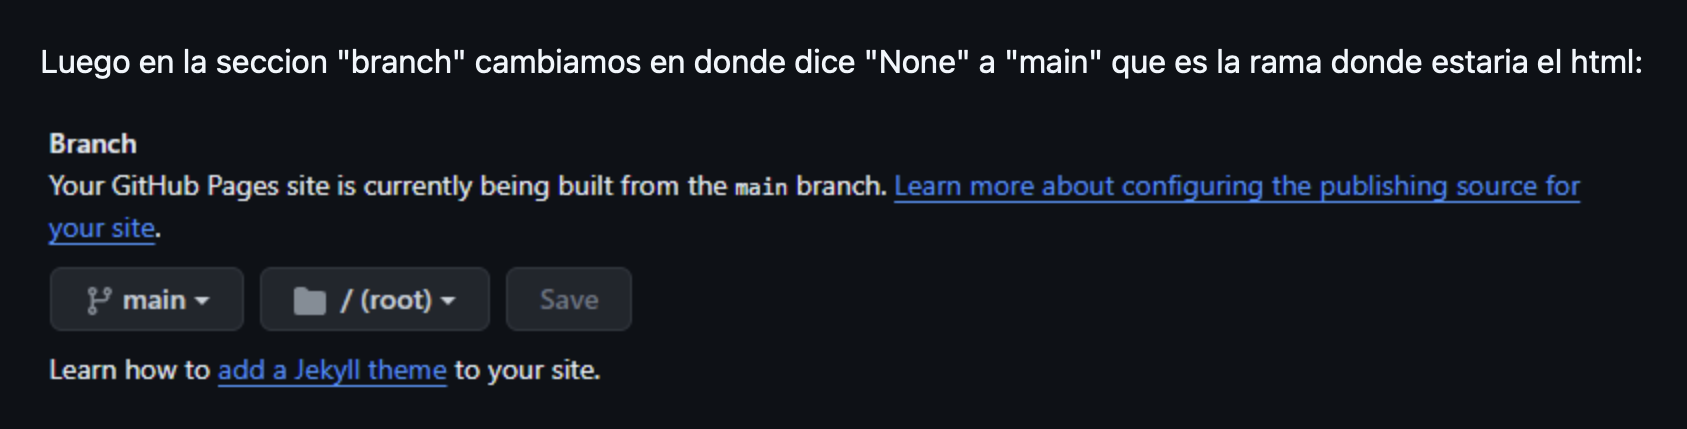 Luego en la seccion "branch" cambiamos en donde dice "None" a "main" que es la rama donde estaria el html:
Branch
Your GitHub Pages site is currently being built from the main branch. Learn more about configuring the publishing source for
your site.
main / (root) Save
Learn how to add a Jekyll theme to your site.